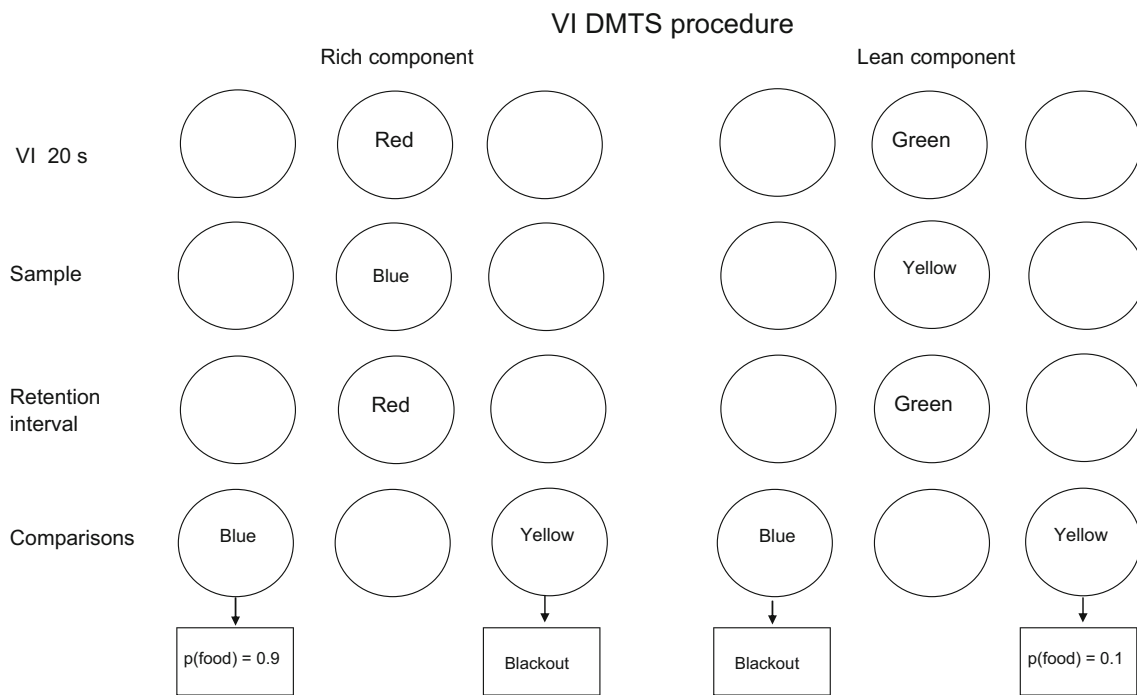 VI DMTS procedure
Rich component
Lean component
VI 20 s
Red
Green
Sample
Blue
Yellow
Retention
interval
Red
Green
Comparisons
Blue
Yellow
Blue
Yellow
p(food) = 0.9
Blackout
Blackout
p(food) = 0.1